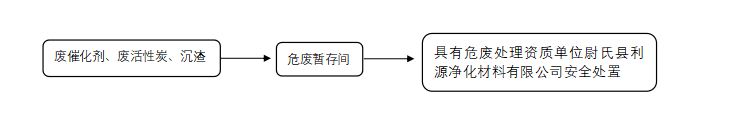 废催化剂、废活性炭、沉渣
危废暂存间
具有危废处理资质单位尉氏县利
源净化材料有限公司安全处置